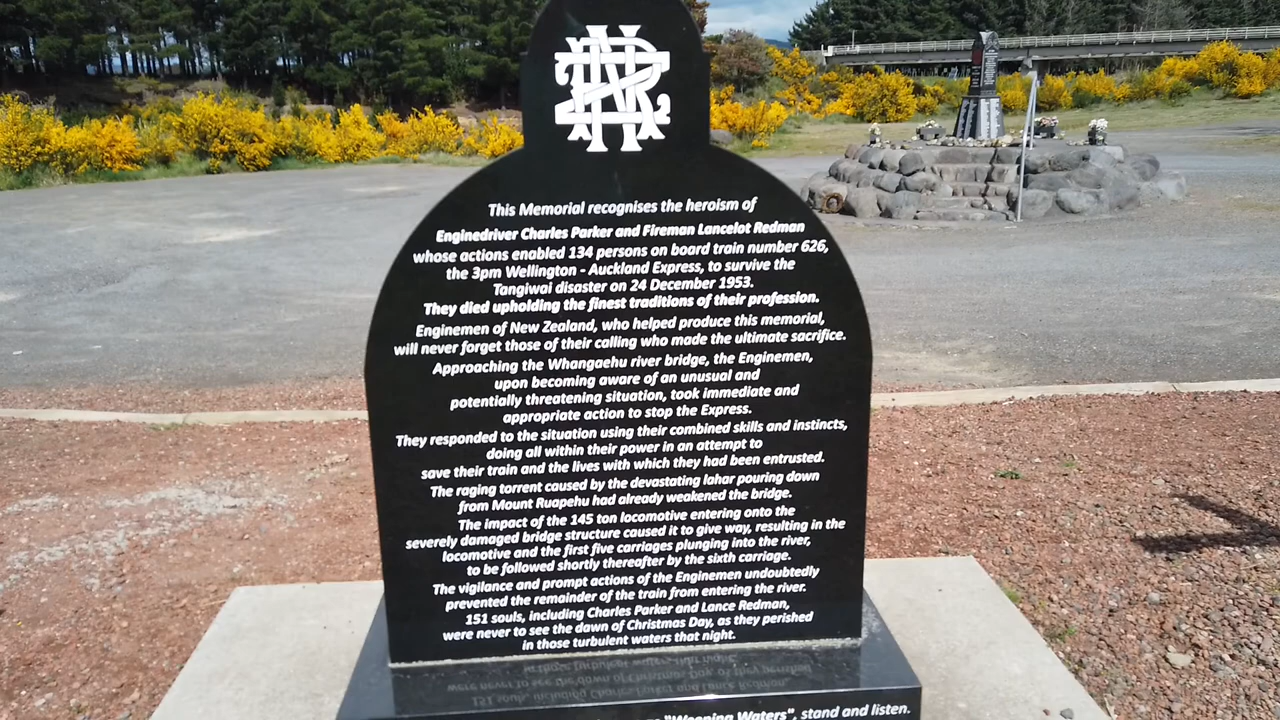 NZR
This Memorial recognises the heroism of
Enginedriver Charles Parker and Fireman Lancelot Redman
whose actions enabled 134 persons on board train number 626,
the 3pm Wellington - Auckland Express, to survive the
Tangiwai disaster on 24 December 1953.
They died upholding the finest traditions of their profession.
Enginemen of New Zealand, who helped produce this memorial,
will never forget those of their calling who made the ultimate sacrifice.
Approaching the Whangaehu river bridge, the Enginemen,
upon becoming aware of an unusual and
potentially threatening situation, took immediate and
appropriate action to stop the Express.
They responded to the situation using their combined skills and instincts,
doing all within their power in an attempt to
save their train and the lives with which they had been entrusted.
The raging torrent caused by the devastating lahar pouring down
from Mount Ruapehu had already weakened the bridge.
The impact of the 145 ton locomotive entering onto the
severely damaged bridge structure caused it to give way, resulting in the
locomotive and the first five carriages plunging into the river,
to be followed shortly thereafter by the sixth carriage.
The vigilance and prompt actions of the Enginemen undoubtedly
prevented the remainder of the train from entering the river.
151 souls, including Charles Parker and Lance Redman,
were never to see the dawn of Christmas Day, as they perished
in those turbulent waters that night.
"Weeping Waters", stand and listen.